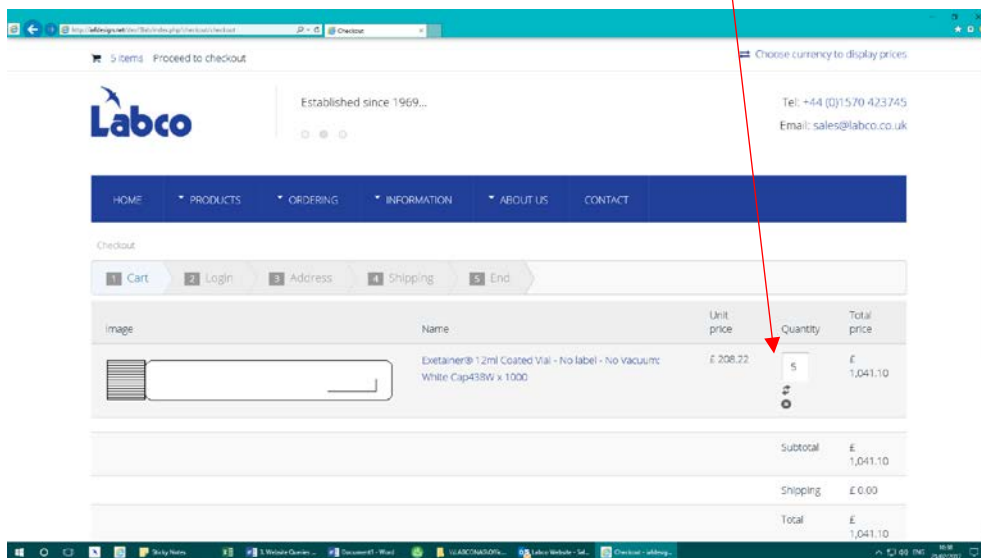 Checkout
5 items Proceed to checkout
Choose currency to display prices
Labco
Established since 1969...
Tel: +44 (0)1570 423745
Email: sales@labco.co.uk
HOME PRODUCTS ORDERING INFORMATION ABOUT US CONTACT
Checkout
1 Cart 2 Login 3 Address 4 Shipping 5 End
Image Name Unit price Quantity Total price
Exetainer® 12ml Coated Vial - No label - No Vacuum: £ 208.22 5 £ 1,041.10
White Cap438W x 1000
Subtotal £ 1,041.10
Shipping £ 0.00
Total £ 1,041.10
Sticky Notes Document1 - Word ENG